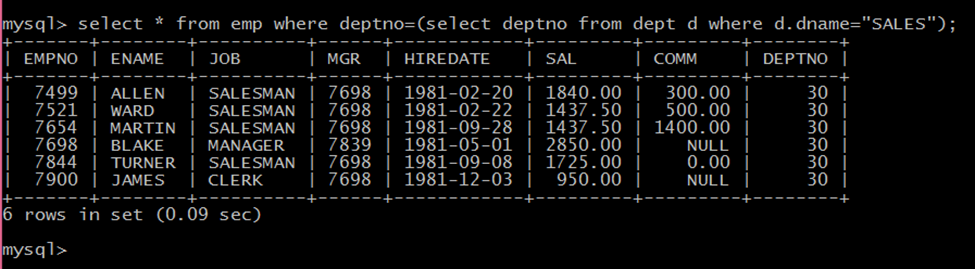 mysql> select * from emp where deptno=(select deptno from dept d where d.dname="SALES");
+-------+--------+----------+------+------------+---------+---------+--------+
| EMPNO | ENAME  | JOB      | MGR  | HIREDATE   | SAL     | COMM    | DEPTNO |
+-------+--------+----------+------+------------+---------+---------+--------+
|  7499 | ALLEN  | SALESMAN | 7698 | 1981-02-20 | 1840.00 |  300.00 |     30 |
|  7521 | WARD   | SALESMAN | 7698 | 1981-02-22 | 1437.50 |  500.00 |     30 |
|  7654 | MARTIN | SALESMAN | 7698 | 1981-09-28 | 1437.50 | 1400.00 |     30 |
|  7698 | BLAKE  | MANAGER  | 7839 | 1981-05-01 | 2850.00 |    NULL |     30 |
|  7844 | TURNER | SALESMAN | 7698 | 1981-09-08 | 1725.00 |    0.00 |     30 |
|  7900 | JAMES  | CLERK    | 7698 | 1981-12-03 |  950.00 |    NULL |     30 |
+-------+--------+----------+------+------------+---------+---------+--------+
6 rows in set (0.09 sec)
mysql>